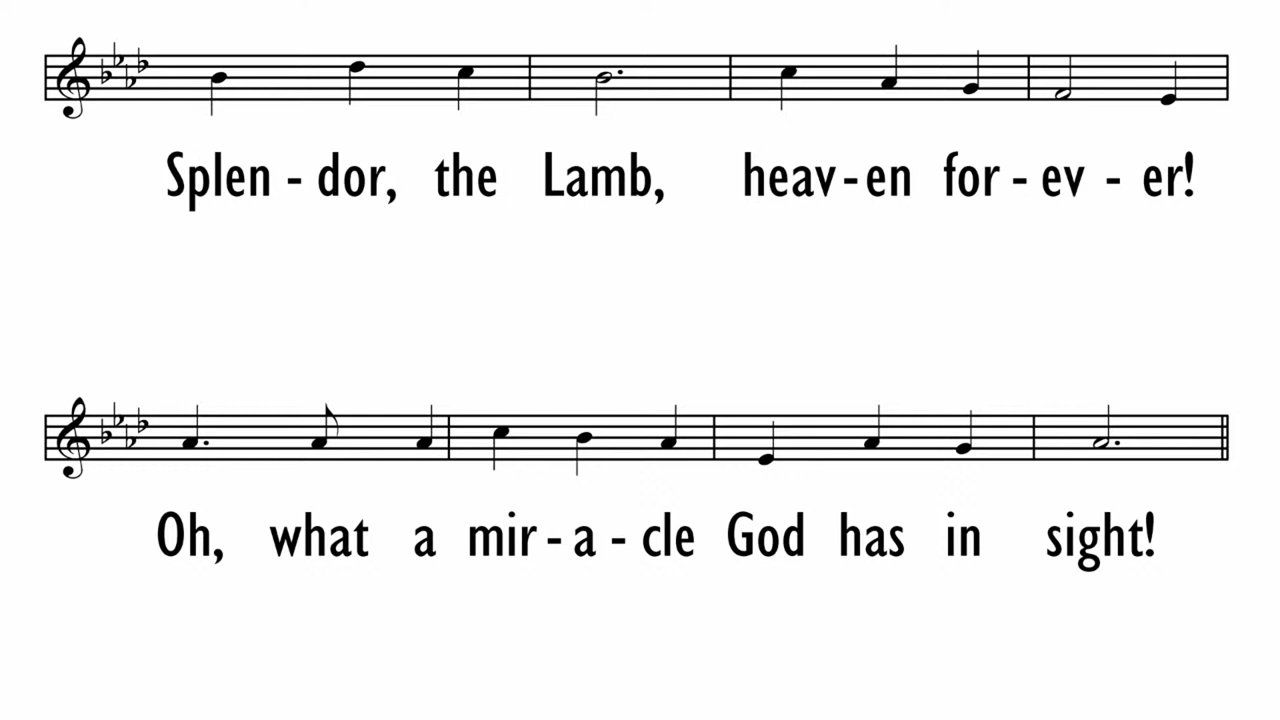 Splen - dor, the Lamb, heav - en for - ev - er!
Oh, what a mir - a - cle God has in sight!